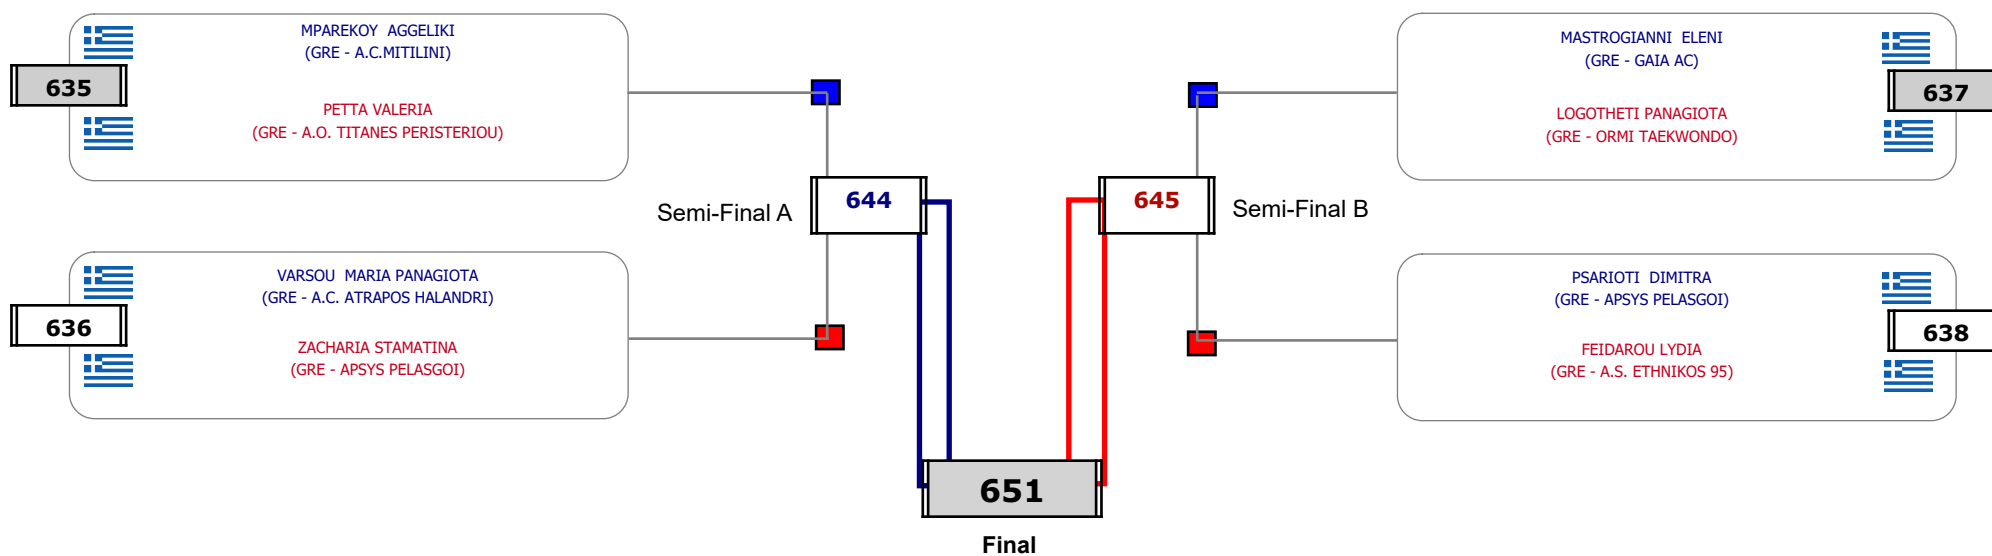 MPAREKOY AGGELIKI
(GRE - A.C.MITILINI)
635
PETTA VALERIA
(GRE - A.O. TITANES PERISTERIOU)
MASTROGIANNI ELENI
(GRE - GAIA AC)
637
LOGOTHETI PANAGIOTA
(GRE - ORMI TAEKWONDO)
Semi-Final A
644
645
Semi-Final B
VARSOU MARIA PANAGIOTA
(GRE - A.C. ATRAPOS HALANDRI)
636
ZACHARIA STAMATINA
(GRE - APSYS PELASGOI)
PSARIOTI DIMITRA
(GRE - APSYS PELASGOI)
638
FEIDAROU LYDIA
(GRE - A.S. ETHNIKOS 95)
651
Final